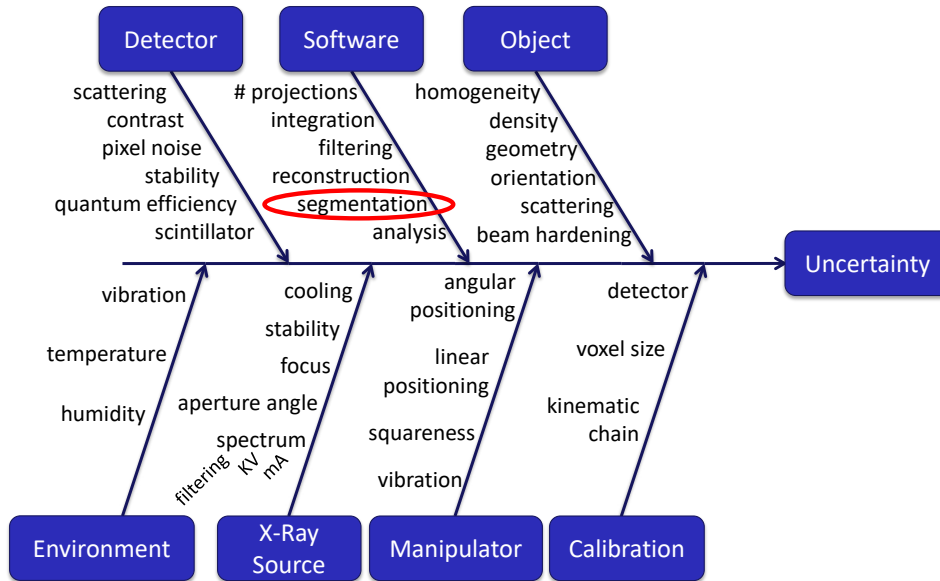 Detector
Software
Object
scattering
contrast
pixel noise
stability
quantum efficiency
scintillator
# projections
integration
filtering
reconstruction
segmentation
analysis
homogeneity
density
geometry
orientation
scattering
beam hardening
Uncertainty
vibration
temperature
humidity
cooling
stability
focus
aperture angle
spectrum
filtering
KV
mA
angular
positioning
linear
positioning
squareness
vibration
detector
voxel size
kinematic
chain
Environment
X-Ray
Source
Manipulator
Calibration